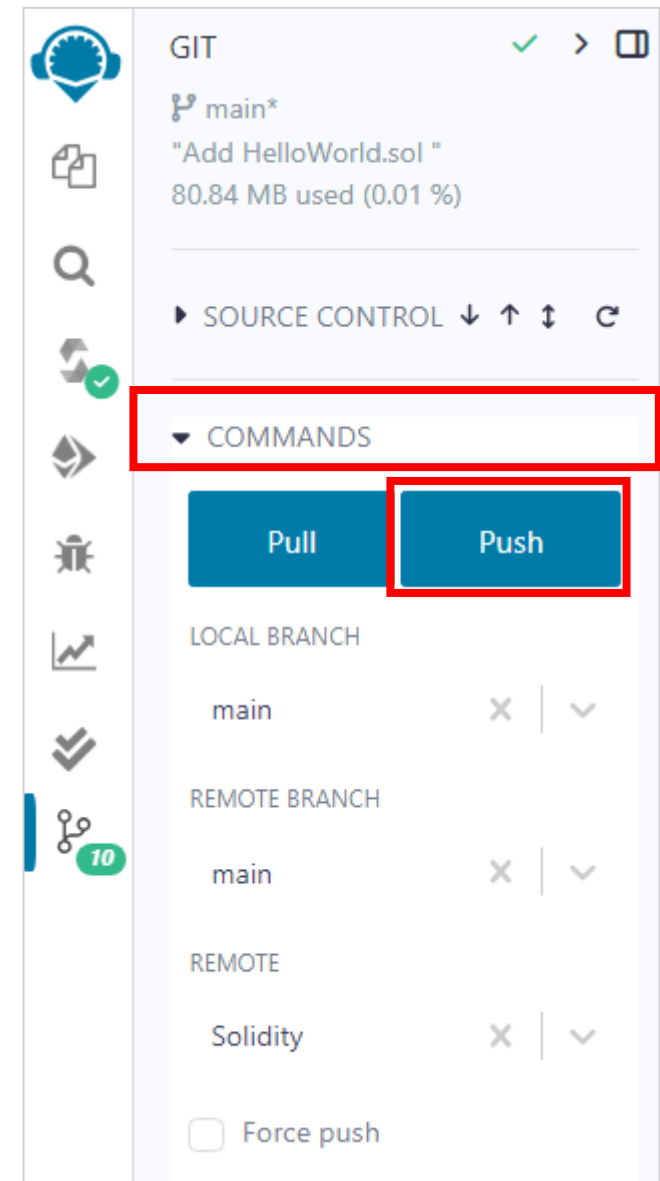 GIT
main*
"Add HelloWorld.sol "
80.84 MB used (0.01 %)
SOURCE CONTROL
COMMANDS
Pull
Push
LOCAL BRANCH
main
REMOTE BRANCH
10
main
REMOTE
Solidity
Force push